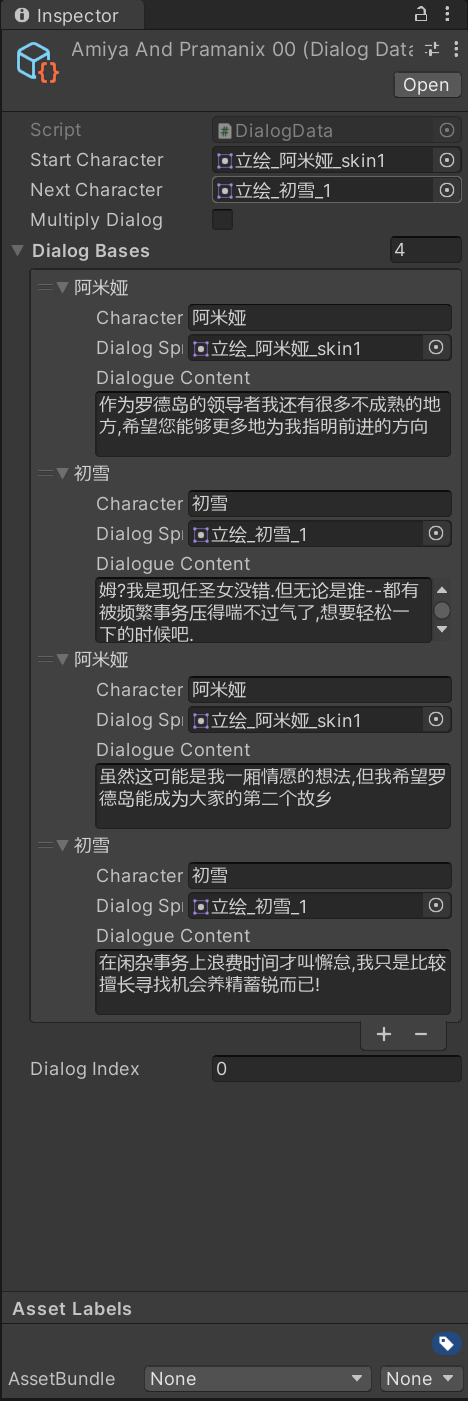 Inspector
Amiya And Pramanix 00 (Dialog Data
Open
Script
DialogData
Start Character
立绘_阿米娅_skin1
Next Character
立绘_初雪_1
Multiply Dialog
Dialog Bases
4
阿米娅
Character
阿米娅
Dialog Spr
立绘_阿米娅_skin1
Dialogue Content
作为罗德岛的领导者我还有很多不成熟的地
方,希望您能够更多地为我指明前进的方向
初雪
Character
初雪
Dialog Spr
立绘_初雪_1
Dialogue Content
姆?我是现任圣女没错.但无论是谁--都有
被频繁事务压得喘不过气了,想要轻松一
下的时候吧.
阿米娅
Character
阿米娅
Dialog Spr
立绘_阿米娅_skin1
Dialogue Content
虽然这可能是我一厢情愿的想法,但我希望罗
德岛能成为大家的第二个故乡
初雪
Character
初雪
Dialog Spr
立绘_初雪_1
Dialogue Content
在闲杂事务上浪费时间才叫懈怠,我只是比较
擅长寻找机会养精蓄锐而已!
Dialog Index
0
Asset Labels
AssetBundle
None
None